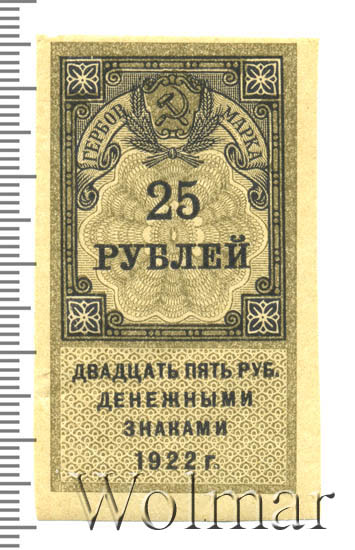 ГЕРБОВ. МАРКА
25
РУБЛЕЙ
ДВАДЦАТЬ ПЯТЬ РУБ.
ДЕНЕЖНЫМИ
ЗНАКАМИ
1922 г.
Wolmar